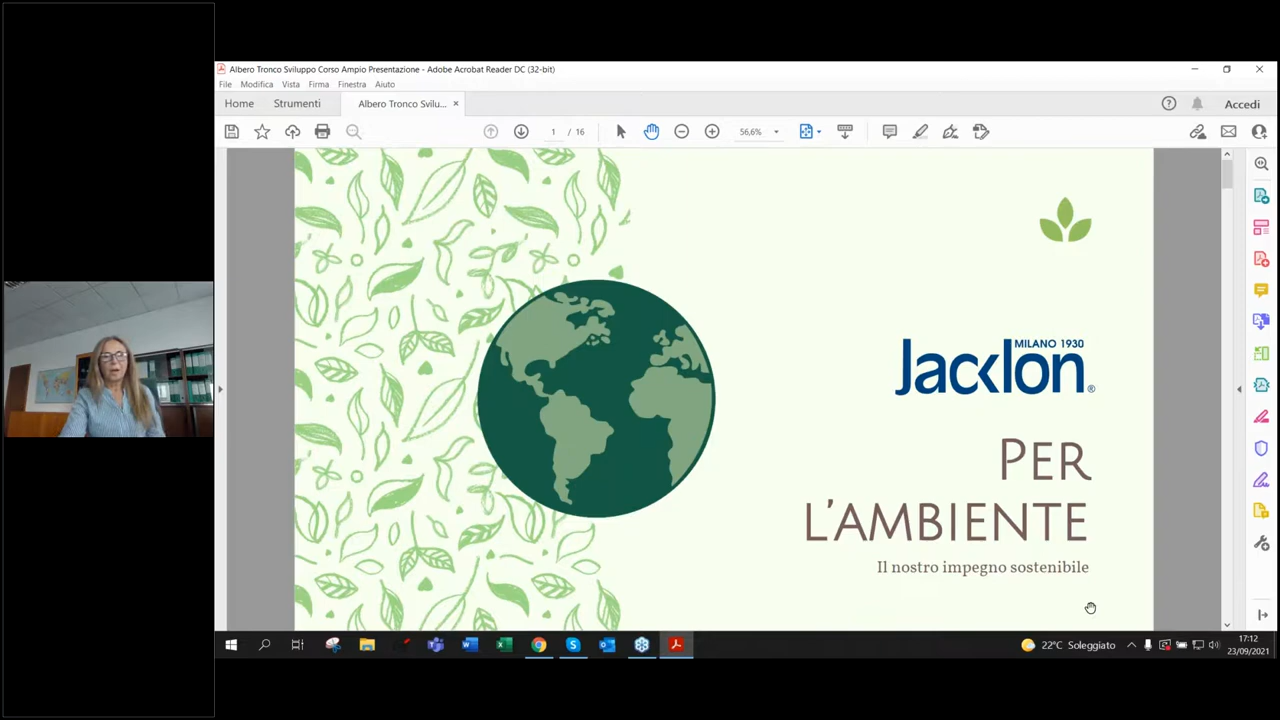 Albero Tronco Sviluppo Corso Ampio Presentazione - Adobe Acrobat Reader DC (32-bit)
File Modifica Vista Firma Finestra Aiuto
Home Strumenti Albero Tronco Svilu... × Accedi
1 / 16 56,6%
MILANO 1930
Jacklon®
PER
L'AMBIENTE
Il nostro impegno sostenibile
22°C Soleggiato
17:12
23/09/2021